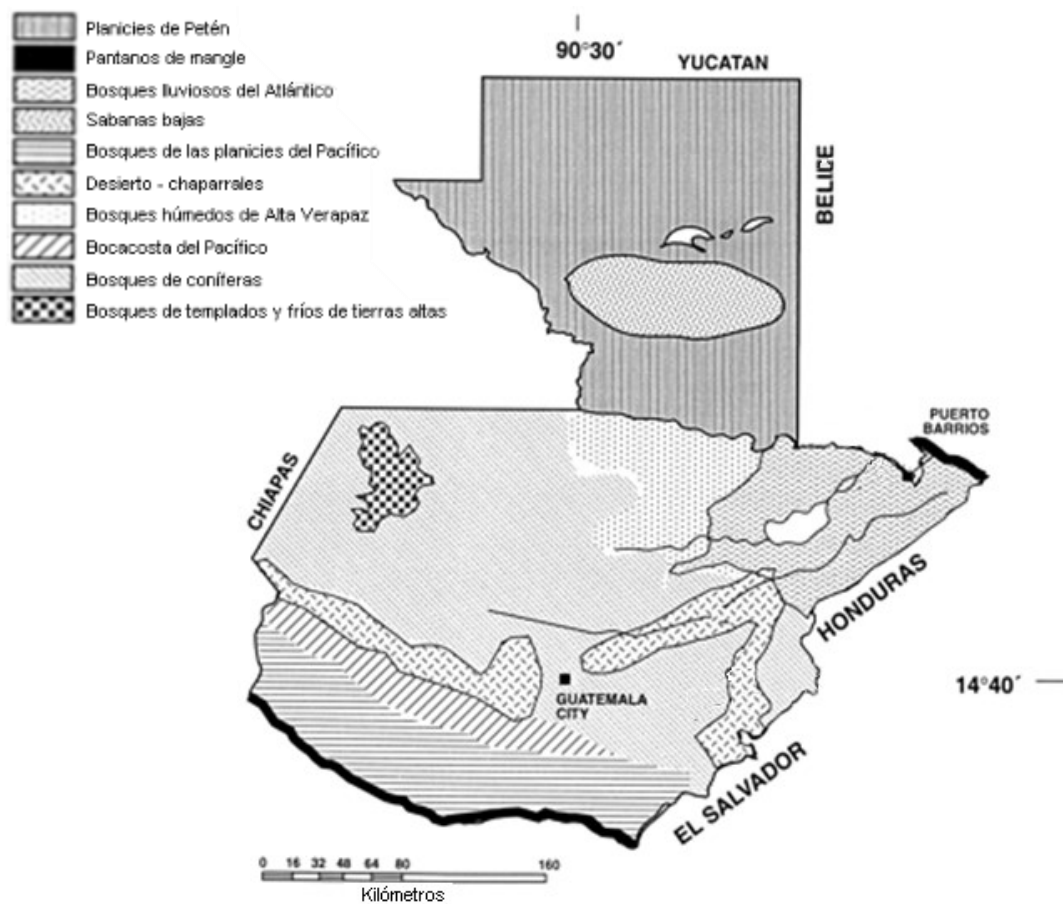 Planicies de Petén
Pantanos de mangle
Bosques lluviosos del Atlántico
Sabanas bajas
Bosques de las planicies del Pacífico
Desierto - chaparrales
Bosques húmedos de Alta Verapaz
Bocacosta del Pacífico
Bosques de coníferas
Bosques de templados y fríos de tierras altas
90°30´
YUCATAN
BELICE
PUERTO
BARRIOS
CHIAPAS
HONDURAS
14°40´
GUATEMALA
CITY
EL SALVADOR
0 16 32 48 64 80 160
Kilómetros